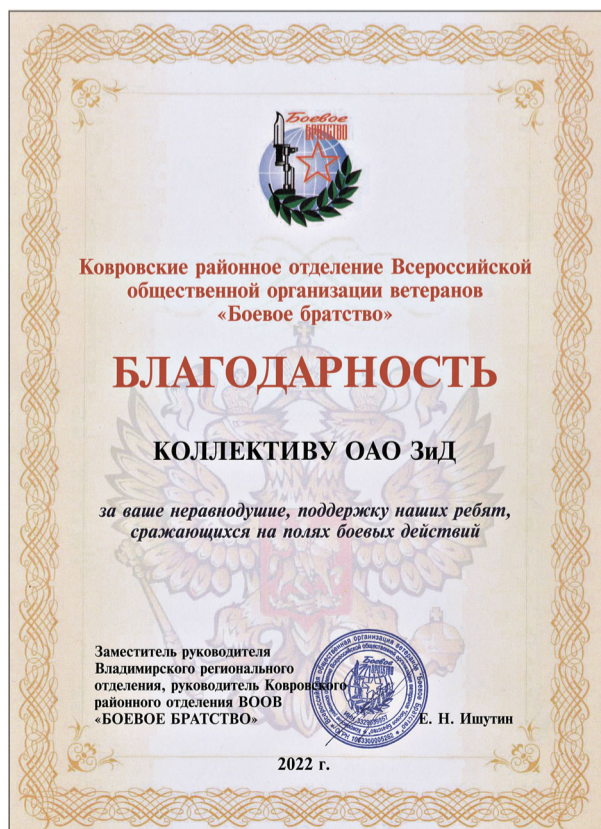 Боевое
БРАТСТВО
Ковровские районное отделение Всероссийской
общественной организации ветеранов
«Боевое братство»
БЛАГОДАРНОСТЬ
КОЛЛЕКТИВУ ОАО ЗиД
за ваше неравнодушие, поддержку наших ребят,
сражающихся на полях боевых действий
Заместитель руководителя
Владимирского регионального
отделения, руководитель Ковровского
районного отделения ВООВ
«БОЕВОЕ БРАТСТВО»
Е. Н. Ишутин
Боевое
БРАТСТВО
2022 г.